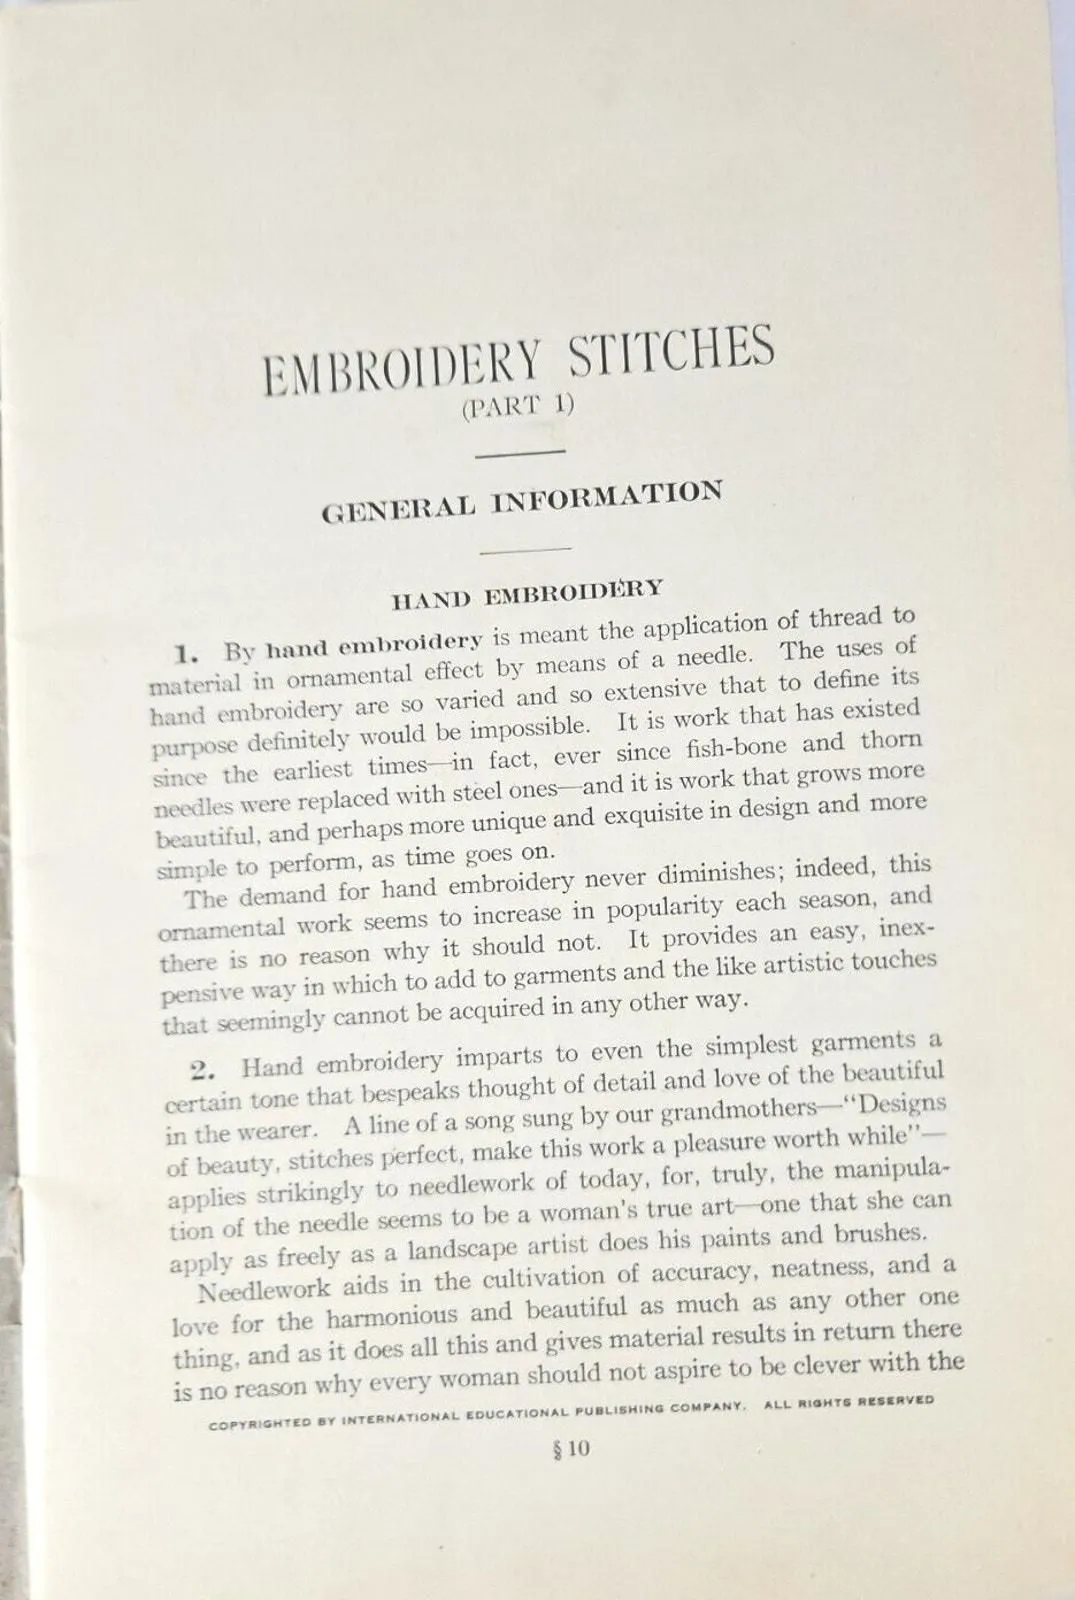 EMBROIDERY STITCHES
(PART 1)
GENERAL INFORMATION
HAND EMBROIDERY
1. By hand embroidery is meant the application of thread to
material in ornamental effect by means of a needle. The uses of
hand embroidery are so varied and so extensive that to define its
purpose definitely would be impossible. It is work that has existed
since the earliest times—in fact, ever since fish-bone and thorn
needles were replaced with steel ones—and it is work that grows more
beautiful, and perhaps more unique and exquisite in design and more
simple to perform, as time goes on.
The demand for hand embroidery never diminishes; indeed, this
ornamental work seems to increase in popularity each season, and
there is no reason why it should not. It provides an easy, inex-
pensive way in which to add to garments and the like artistic touches
that seemingly cannot be acquired in any other way.
2. Hand embroidery imparts to even the simplest garments a
certain tone that bespeaks thought of detail and love of the beautiful
in the wearer. A line of a song sung by our grandmothers—"Designs
of beauty, stitches perfect, make this work a pleasure worth while"—
applies strikingly to needlework of today, for, truly, the manipula-
tion of the needle seems to be a woman's true art—one that she can
apply as freely as a landscape artist does his paints and brushes.
Needlework aids in the cultivation of accuracy, neatness, and a
love for the harmonious and beautiful as much as any other one
thing, and as it does all this and gives material results in return there
is no reason why every woman should not aspire to be clever with the
COPYRIGHTED BY INTERNATIONAL EDUCATIONAL PUBLISHING COMPANY. ALL RIGHTS RESERVED
§ 10